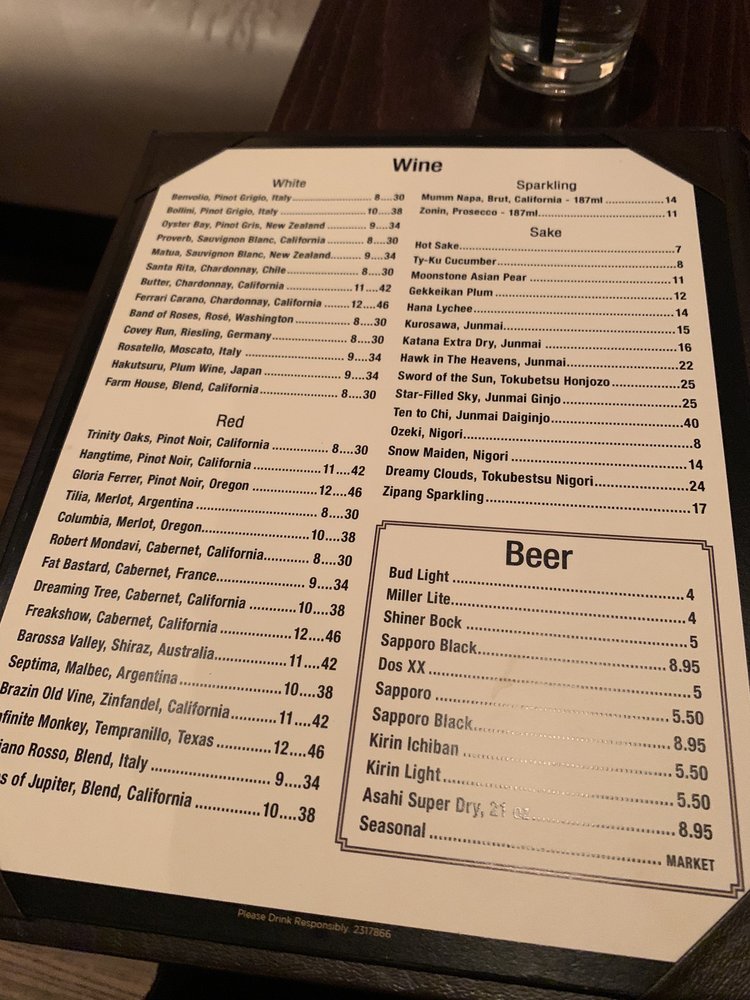 Wine
White
Benvolio, Pinot Grigio, Italy 8....30
Bollini, Pinot Grigio, Italy 10....38
Oyster Bay, Pinot Gris, New Zealand 9....34
Proverb, Sauvignon Blanc, California 8....30
Matua, Sauvignon Blanc, New Zealand 9....34
Santa Rita, Chardonnay, Chile 8....30
Butter, Chardonnay, California 11....42
Ferrari Carano, Chardonnay, California 12....46
Band of Roses, Rosé, Washington 8....30
Covey Run, Riesling, Germany 8....30
Rosatello, Moscato, Italy 9....34
Hakutsuru, Plum Wine, Japan 9....34
Farm House, Blend, California 8....30
Red
Trinity Oaks, Pinot Noir, California 8....30
Hangtime, Pinot Noir, California 11....42
Gloria Ferrer, Pinot Noir, Oregon 12....46
Tilia, Merlot, Argentina 8....30
Columbia, Merlot, Oregon 10....38
Robert Mondavi, Cabernet, California 8....30
Fat Bastard, Cabernet, France 9....34
Dreaming Tree, Cabernet, California 10....38
Freakshow, Cabernet, California 12....46
Barossa Valley, Shiraz, Australia 11....42
Septima, Malbec, Argentina 10....38
Brazin Old Vine, Zinfandel, California 11....42
nfinite Monkey, Tempranillo, Texas 12....46
iano Rosso, Blend, Italy 9....34
s of Jupiter, Blend, California 10....38
Sparkling
Mumm Napa, Brut, California - 187ml 14
Zonin, Prosecco - 187ml 11
Sake
Hot Sake 7
Ty-Ku Cucumber 8
Moonstone Asian Pear 11
Gekkeikan Plum 12
Hana Lychee 14
Kurosawa, Junmai 15
Katana Extra Dry, Junmai 16
Hawk in The Heavens, Junmai 22
Sword of the Sun, Tokubetsu Honjozo 25
Star-Filled Sky, Junmai Ginjo 25
Ten to Chi, Junmai Daiginjo 40
Ozeki, Nigori 8
Snow Maiden, Nigori 14
Dreamy Clouds, Tokubestsu Nigori 24
Zipang Sparkling 17
Beer
Bud Light 4
Miller Lite 4
Shiner Bock 5
Sapporo Black 8.95
Dos XX 5
Sapporo 5.50
Sapporo Black 8.95
Kirin Ichiban 5.50
Kirin Light 5.50
Asahi Super Dry, 21 oz 8.95
Seasonal MARKET
Please Drink Responsibly. 2317866